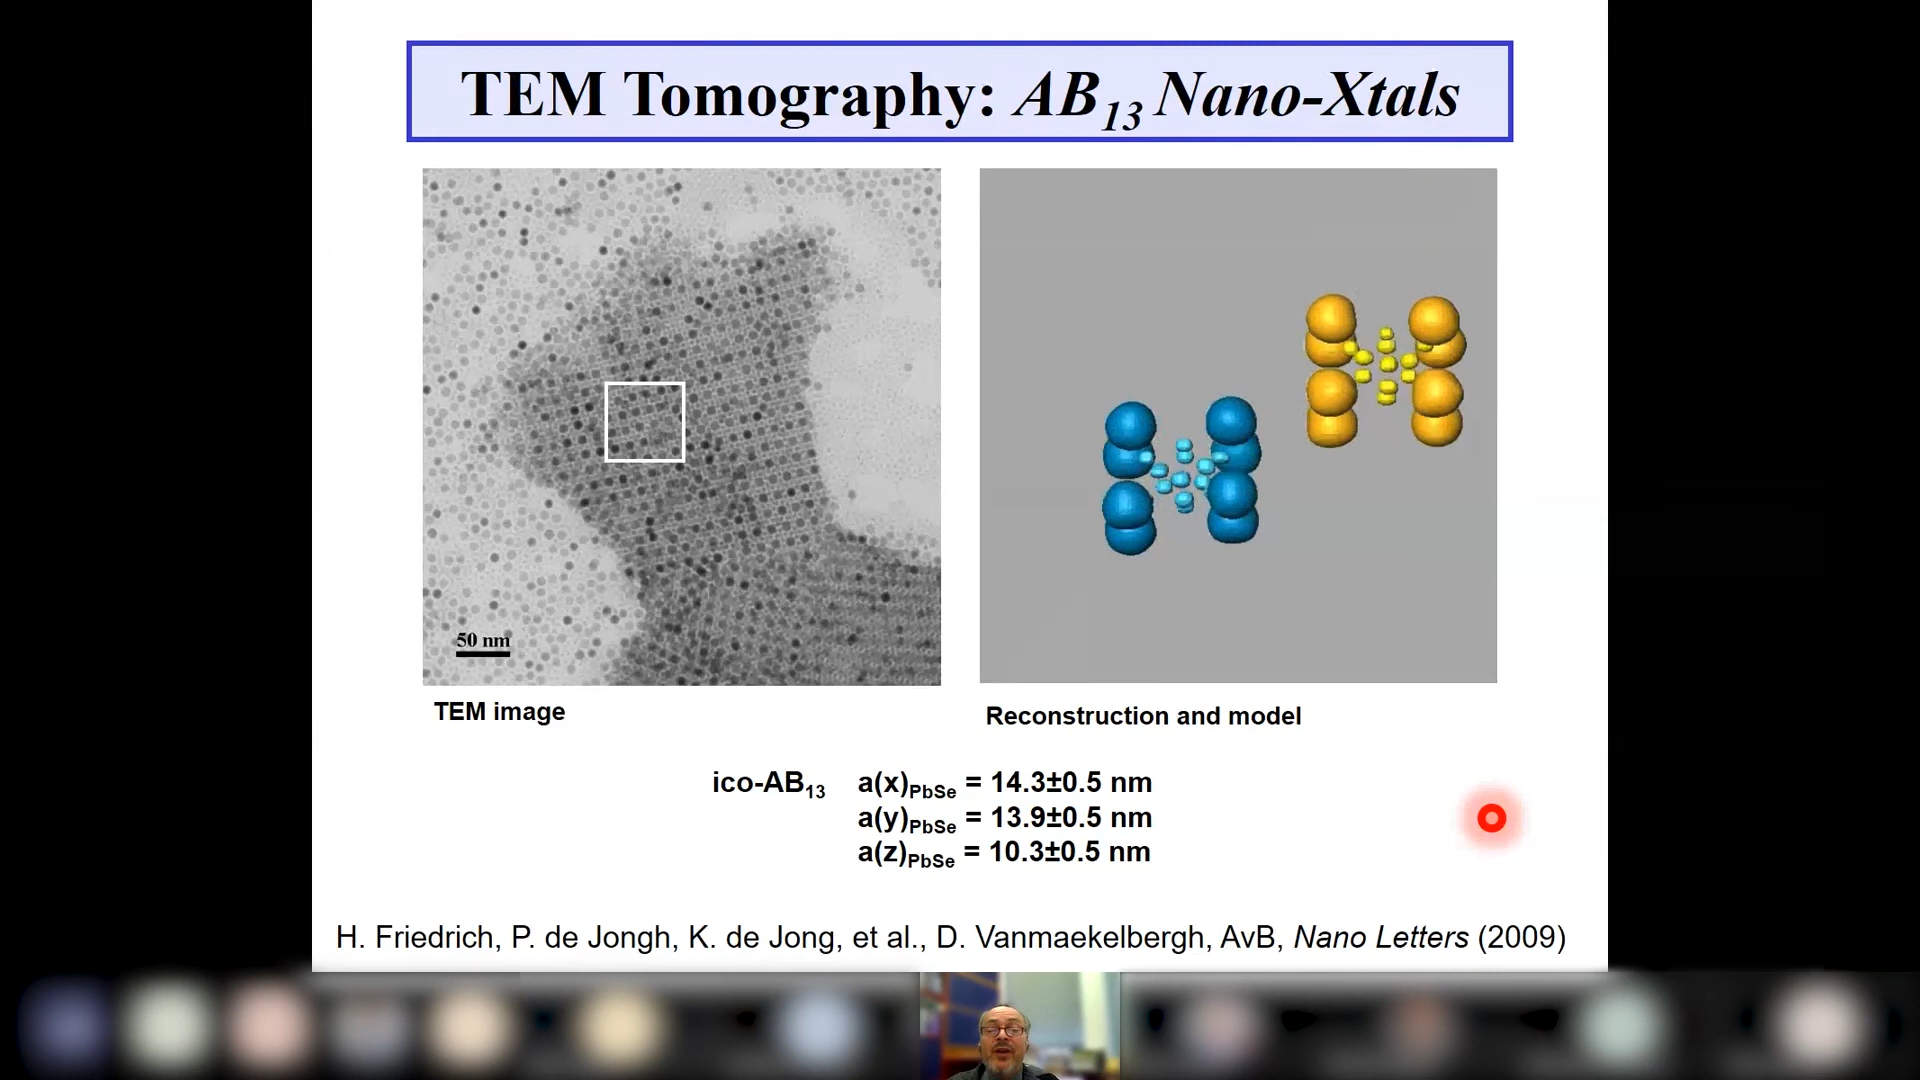 TEM Tomography: AB13 Nano-Xtals
50 nm
TEM image
Reconstruction and model
ico-AB13 a(x)PbSe = 14.3±0.5 nm
a(y)PbSe = 13.9±0.5 nm
a(z)PbSe = 10.3±0.5 nm
H. Friedrich, P. de Jongh, K. de Jong, et al., D. Vanmaekelbergh, AvB, Nano Letters (2009)